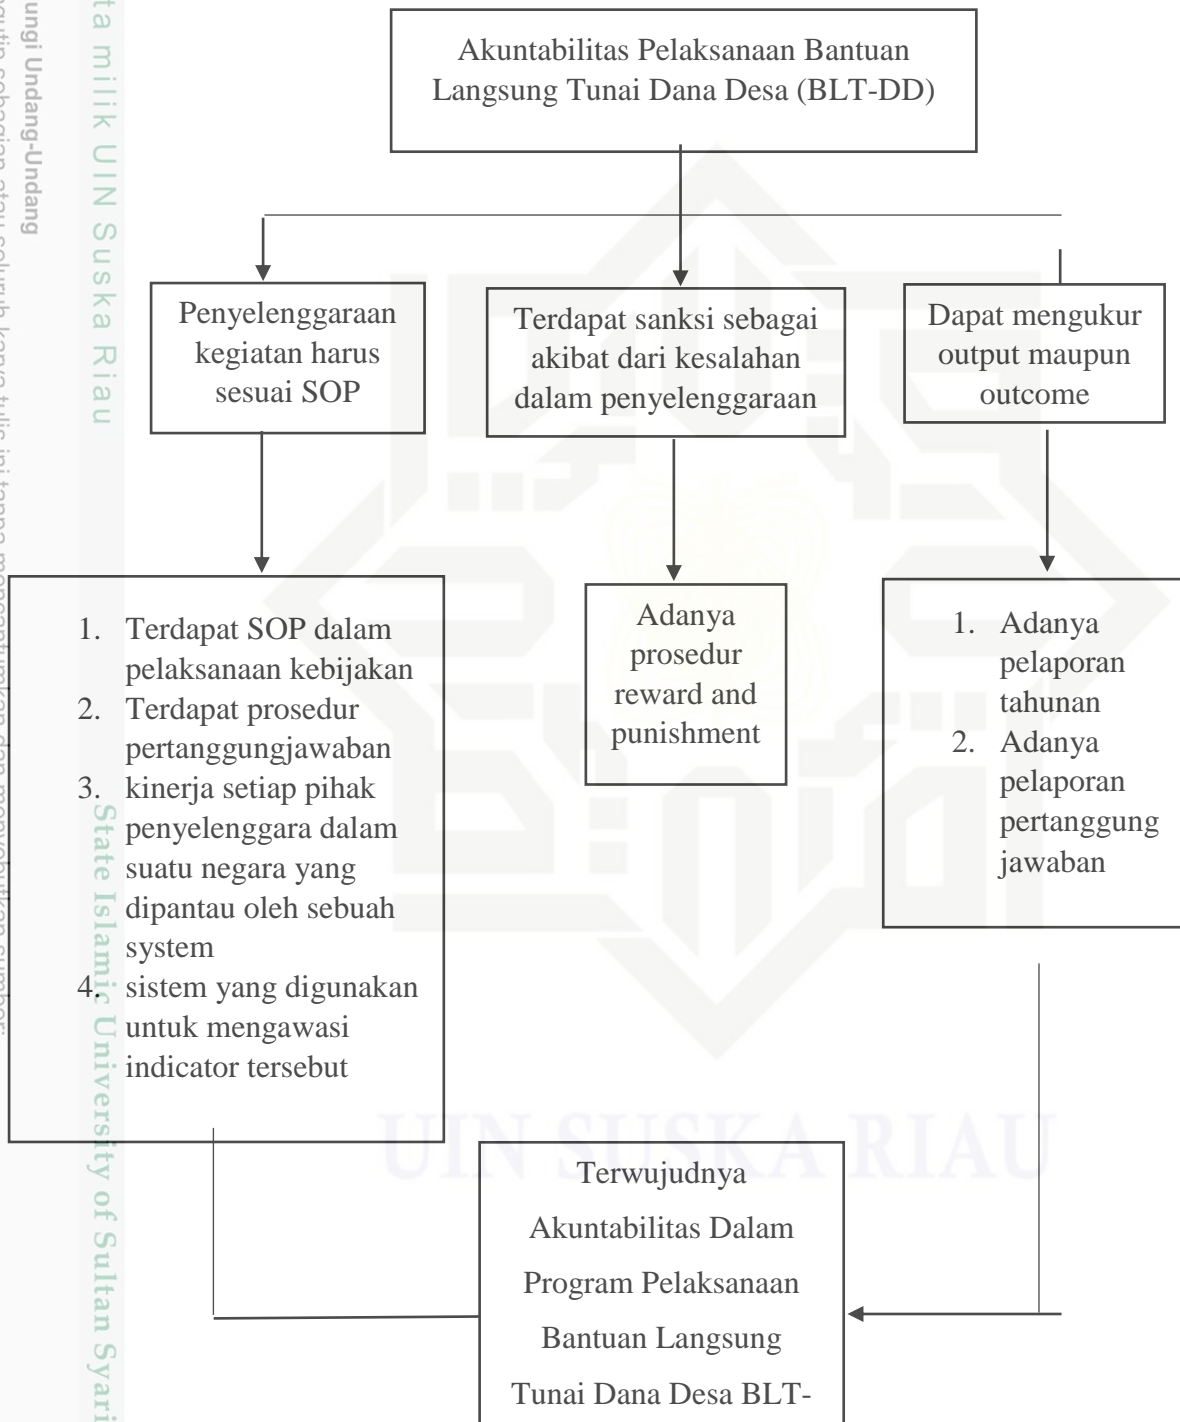 Akuntabilitas Pelaksanaan Bantuan
Langsung Tunai Dana Desa (BLT-DD)
Penyelenggaraan
kegiatan harus
sesuai SOP
Terdapat sanksi sebagai
akibat dari kesalahan
dalam penyelenggaraan
Dapat mengukur
output maupun
outcome
1. Terdapat SOP dalam
pelaksanaan kebijakan
2. Terdapat prosedur
pertanggungjawaban
3. kinerja setiap pihak
penyelenggara dalam
suatu negara yang
dipantau oleh sebuah
system
4. sistem yang digunakan
untuk mengawasi
indicator tersebut
Adanya
prosedur
reward and
punishment
1. Adanya
pelaporan
tahunan
2. Adanya
pelaporan
pertanggung
jawaban
Terwujudnya
Akuntabilitas Dalam
Program Pelaksanaan
Bantuan Langsung
Tunai Dana Desa BLT-
UIN SUSKA RIAU
milik UIN Suska Riau
State Islamic University of Sultan
Undang-Undang